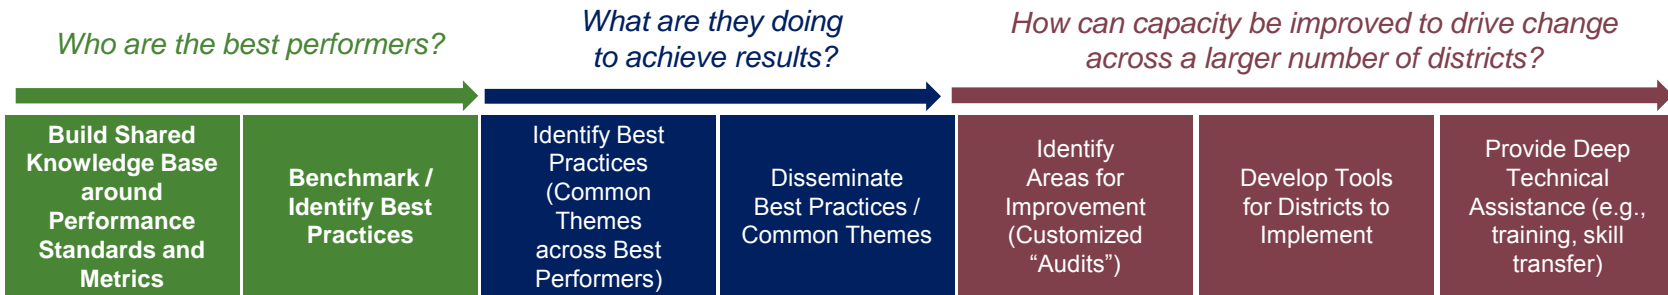 Who are the best performers?
What are they doing
to achieve results?
How can capacity be improved to drive change
across a larger number of districts?
Build Shared
Knowledge Base
around
Performance
Standards and
Metrics
Benchmark /
Identify Best
Practices
Identify Best
Practices
(Common
Themes
across Best
Performers)
Disseminate
Best Practices /
Common Themes
Identify
Areas for
Improvement
(Customized
“Audits”)
Develop Tools
for Districts to
Implement
Provide Deep
Technical
Assistance (e.g.,
training, skill
transfer)